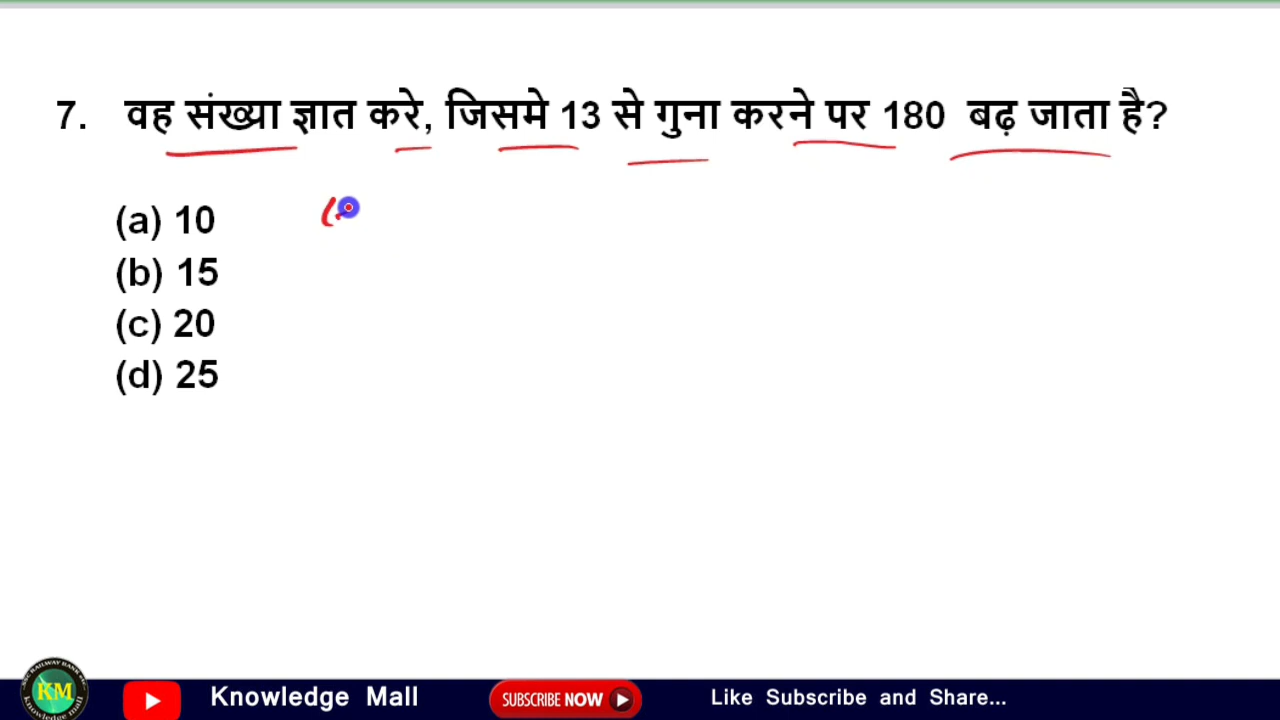 7. वह संख्या ज्ञात करे, जिसमे 13 से गुना करने पर 180 बढ़ जाता है?
(a) 10
(b) 15
(c) 20
(d) 25
KM
Knowledge Mall
SUBSCRIBE NOW
Like Subscribe and Share...